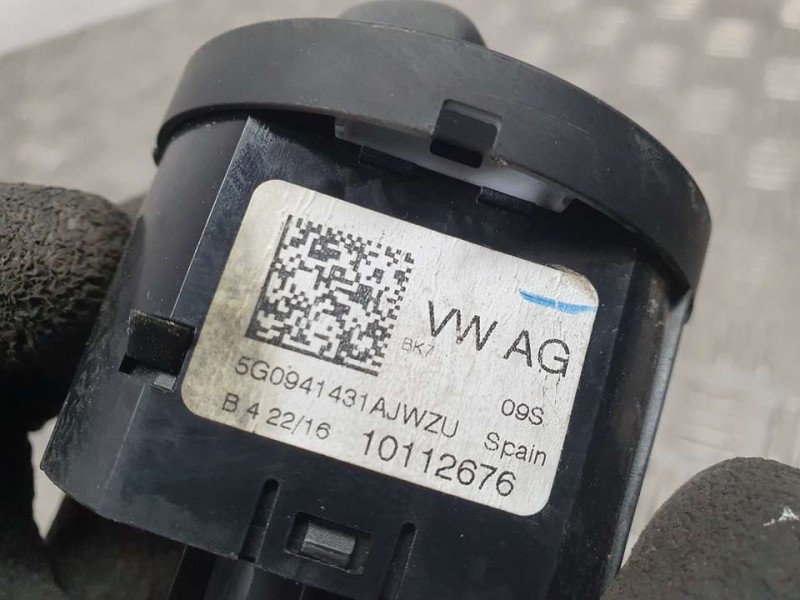 VW AG
BK7
5G0941431AJWZU
09S
B 4 22/16
Spain
10112676